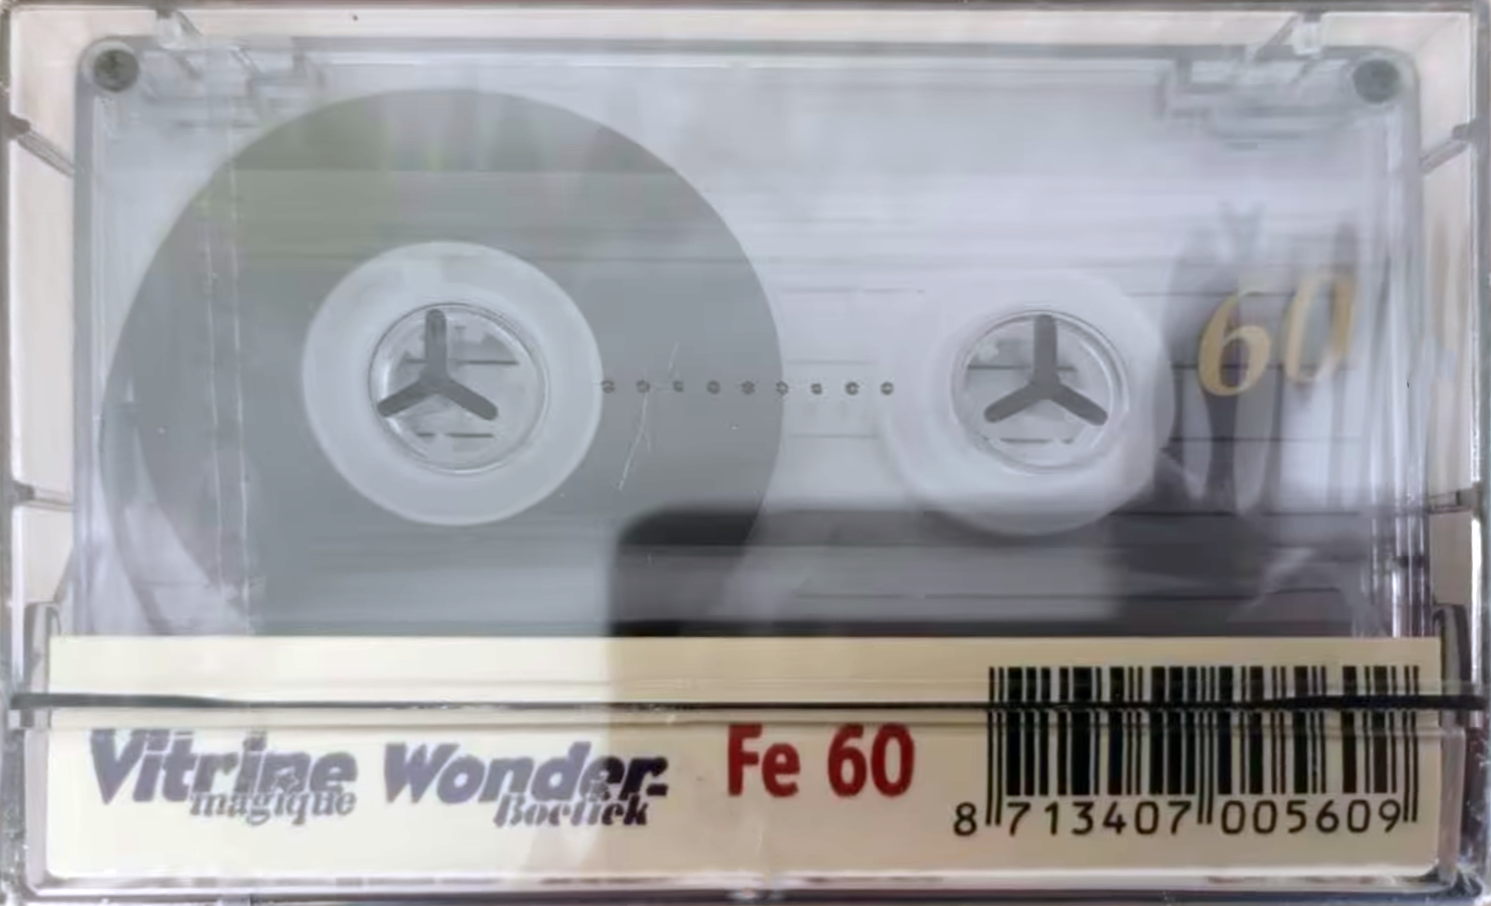 60
Vitrine magique Wonder- Boetiek Fe 60
8 713407 005609